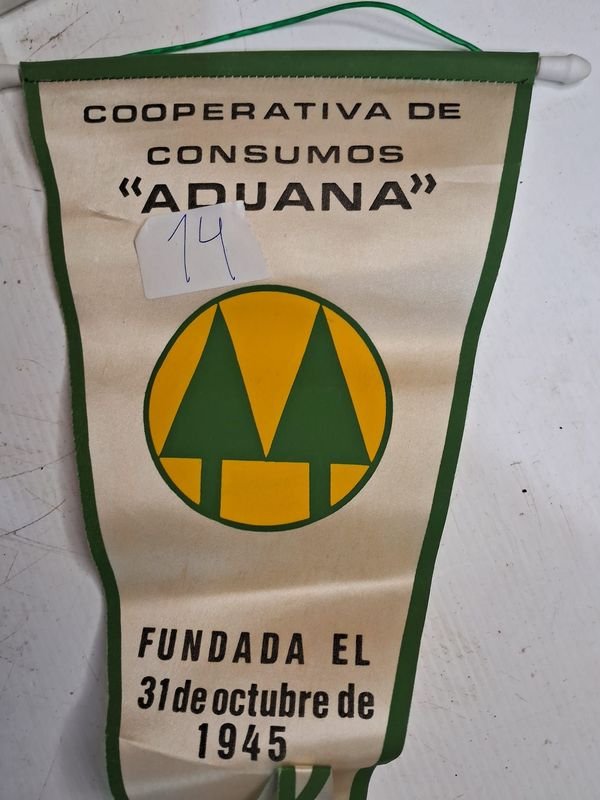 COOPERATIVA DE
CONSUMOS
"ADUANA"
14
FUNDADA EL
31 de octubre de
1945